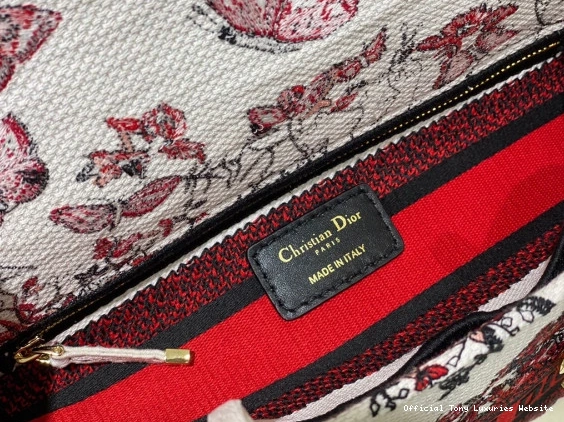 Christian Dior
PARIS
MADE IN ITALY
Official Tony Luxuries Website